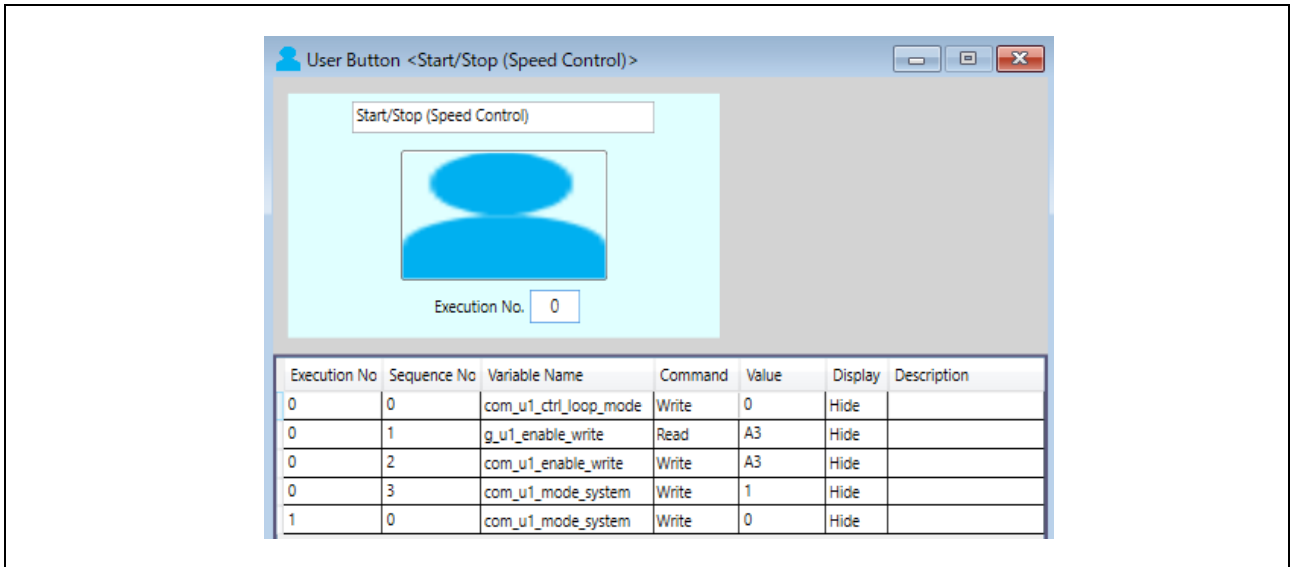 User Button <Start/Stop (Speed Control)>
Start/Stop (Speed Control)
Execution No. 0
Execution No Sequence No Variable Name Command Value Display Description
0 0 com_u1_ctrl_loop_mode Write 0 Hide
0 1 g_u1_enable_write Read A3 Hide
0 2 com_u1_enable_write Write A3 Hide
0 3 com_u1_mode_system Write 1 Hide
1 0 com_u1_mode_system Write 0 Hide